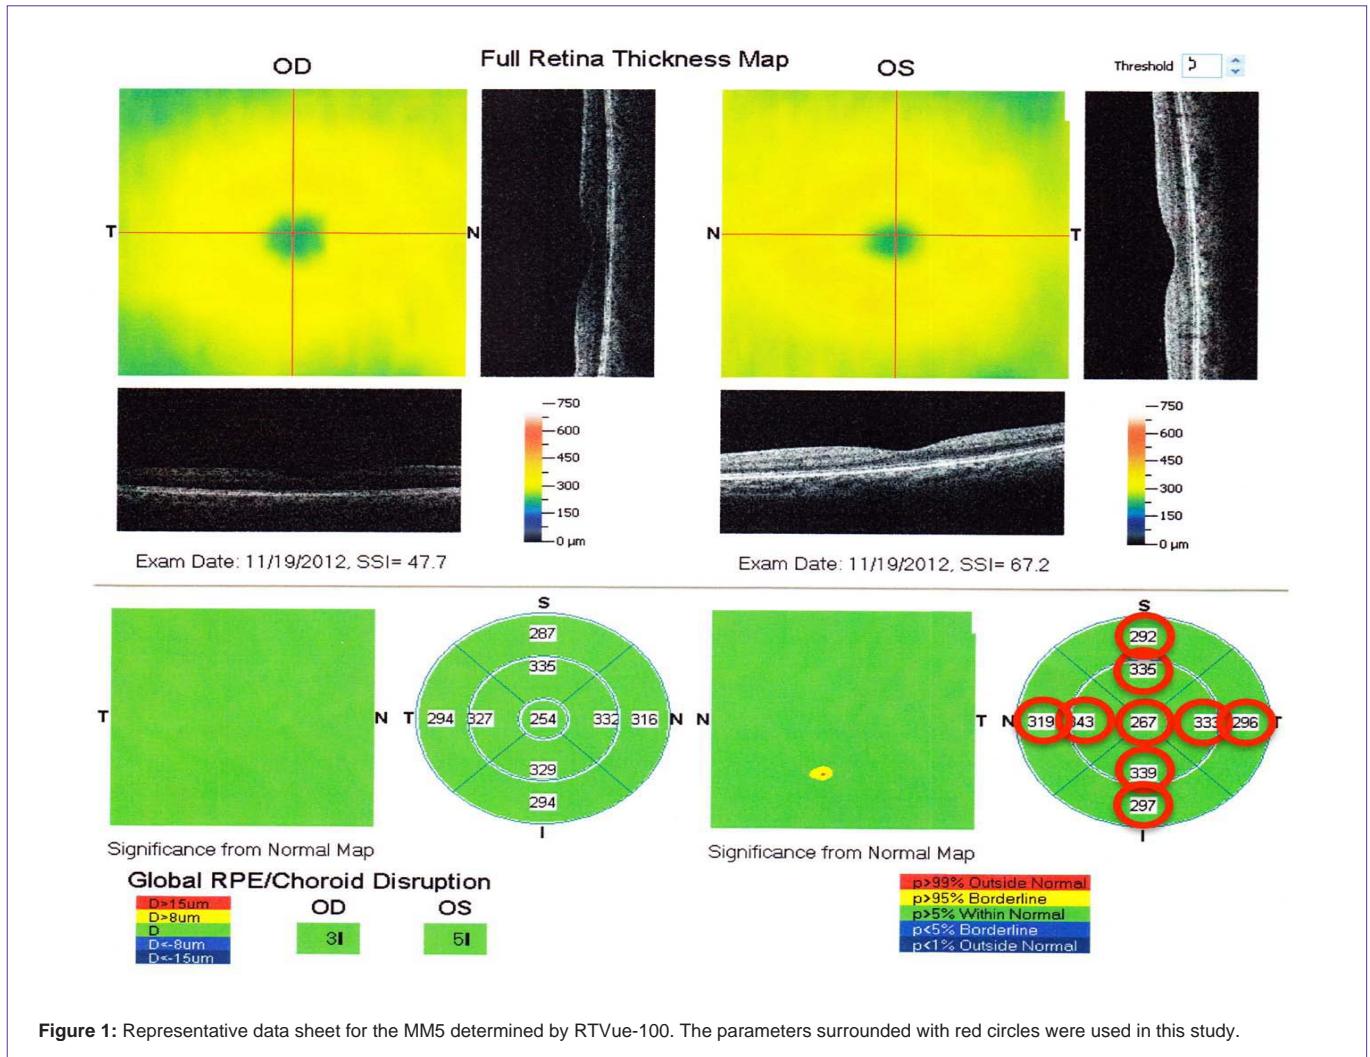 Full Retina Thickness Map
OD
OS
Threshold 5
T
N
N
T
750
600
450
300
150
0 µm
750
600
450
300
150
0 µm
Exam Date: 11/19/2012, SSI= 47.7
Exam Date: 11/19/2012, SSI= 67.2
S
287
335
T
N T 294 327 254 332 316 N
329
294
I
S
292
335
N
T N 319 343 267 333 296 T
339
297
I
Significance from Normal Map
Significance from Normal Map
Global RPE/Choroid Disruption
D>15um
D>8um
D
D<-8um
D<-15um
OD
OS
3I
5I
p>99% Outside Normal
p>95% Borderline
p>5% Within Normal
p<5% Borderline
p<1% Outside Normal
Figure 1: Representative data sheet for the MM5 determined by RTVue-100. The parameters surrounded with red circles were used in this study.